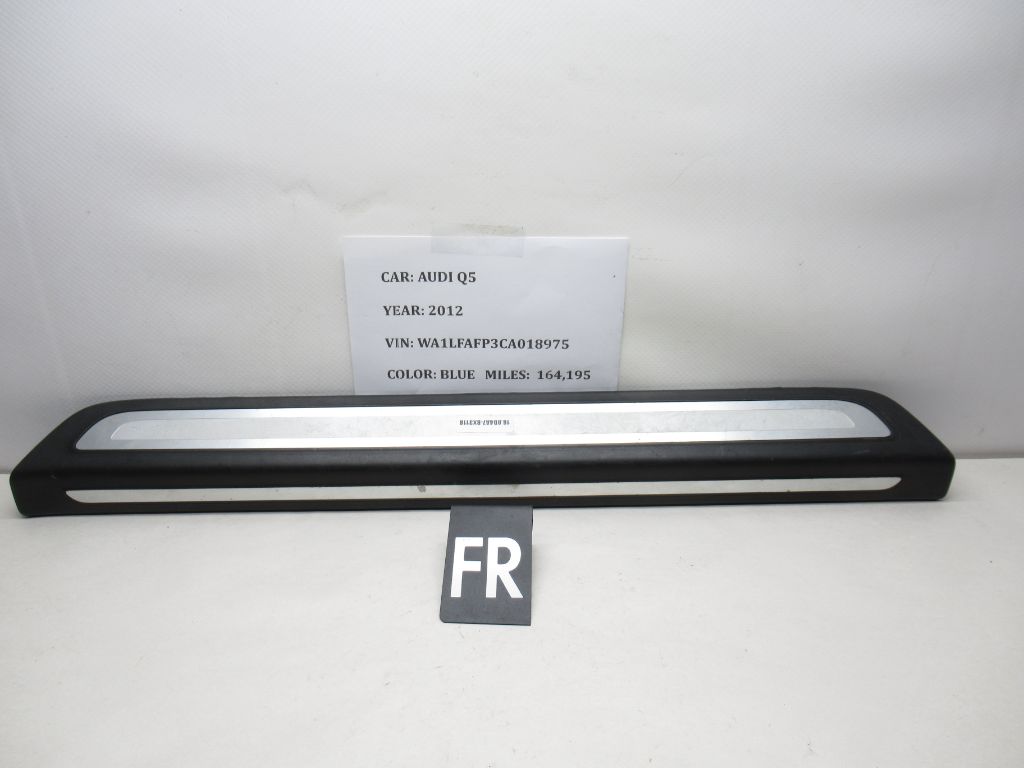 CAR: AUDI Q5
YEAR: 2012
VIN: WA1LFAFP3CA018975
COLOR: BLUE MILES: 164,195
FR